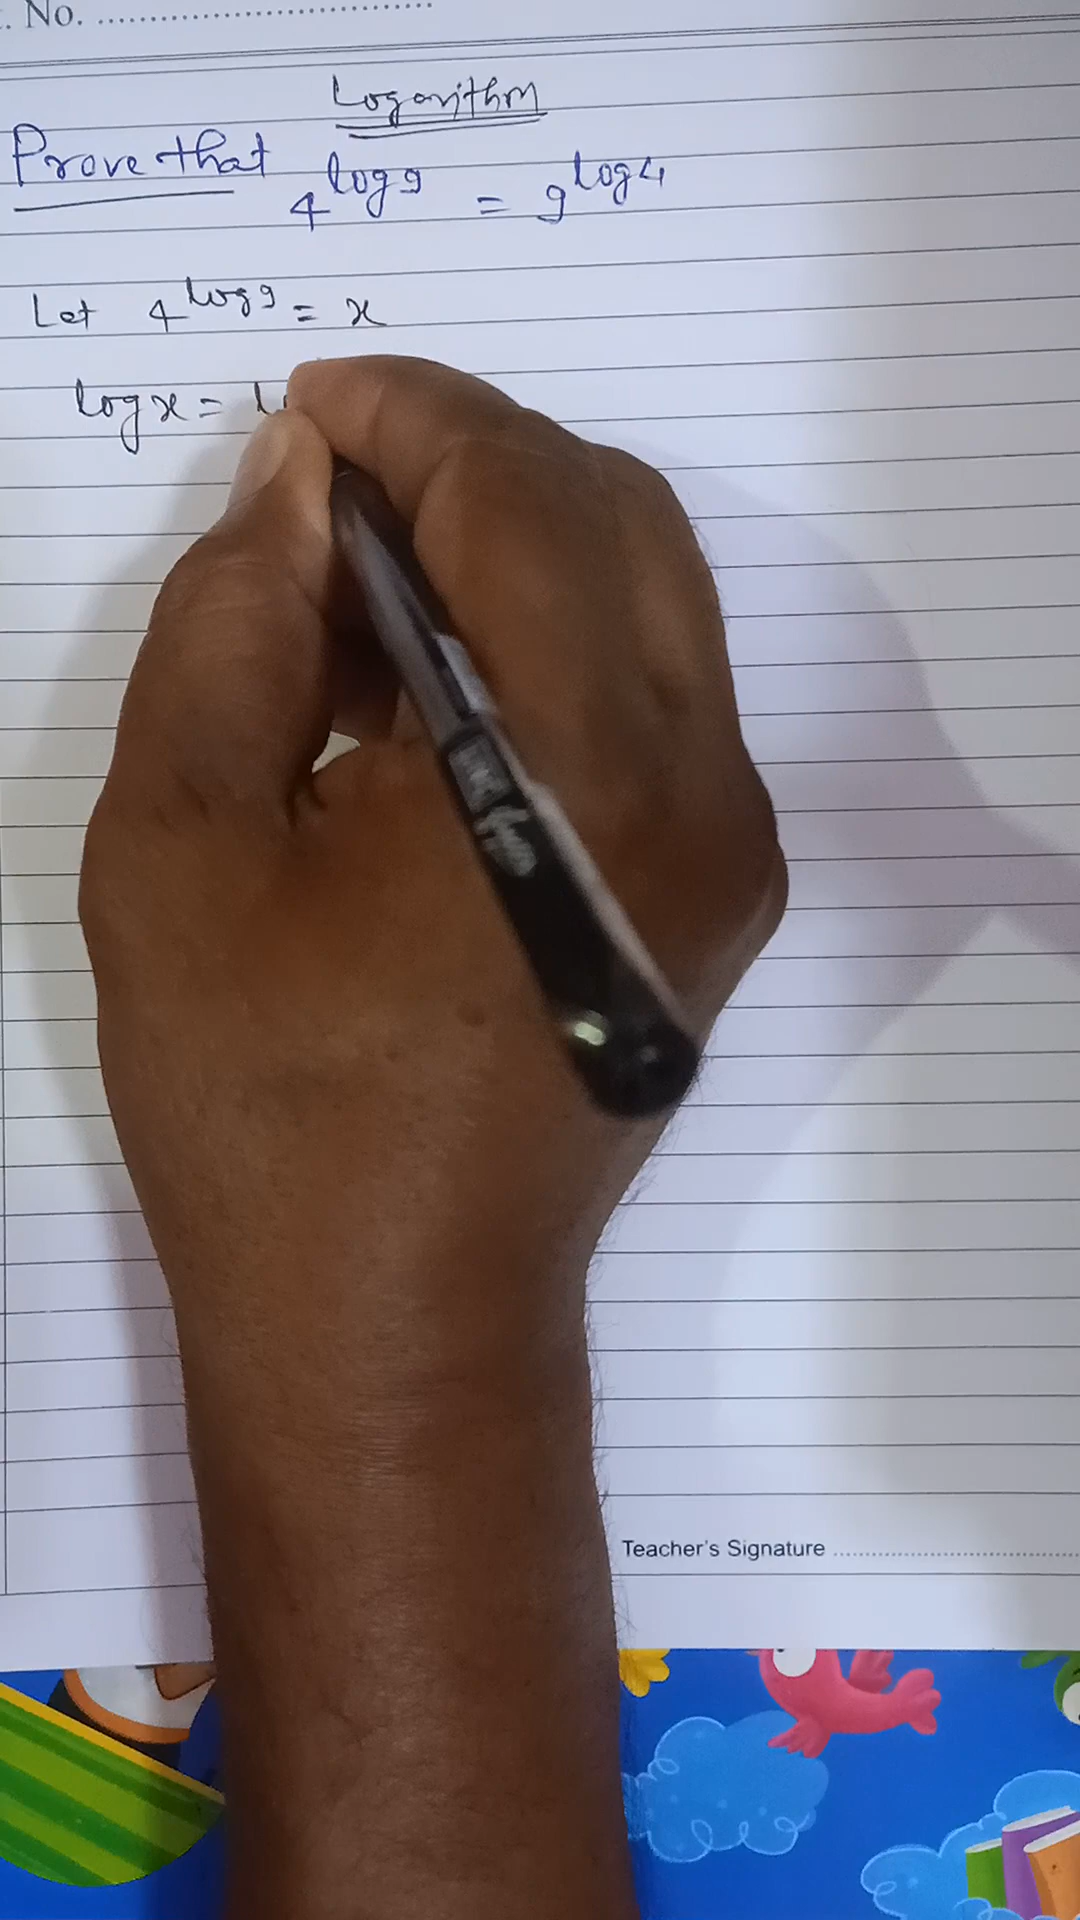 . No. ..........................................
Logarithm
Prove that 4^log 9 = 9^log 4
Let 4^log 9 = x
log x = l
Teacher's Signature ..........................................